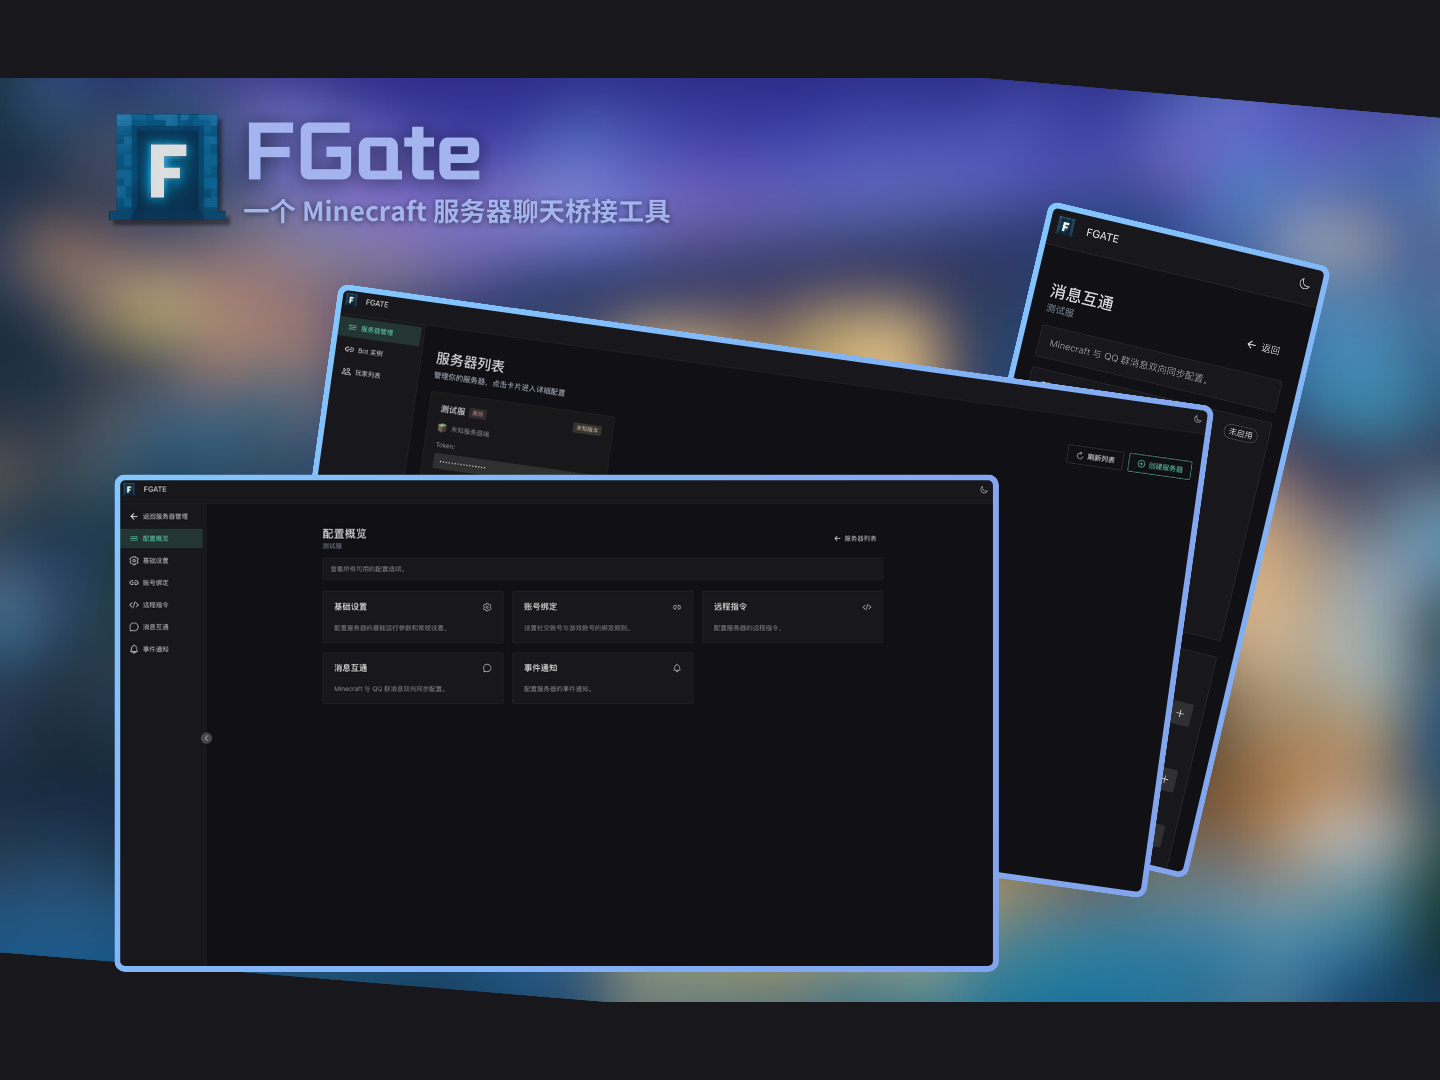 F
FGate
一个 Minecraft 服务器聊天桥接工具
FGATE
消息互通
测试服
返回
Minecraft 与 QQ 群消息双向同步配置。
未启用
FGATE
服务器管理
Bot 实例
玩家列表
服务器列表
管理你的服务器，点击卡片进入详细配置
测试服 离线
未知服务器端
未知版本
Token:
刷新列表
创建服务器
FGATE
返回服务器管理
配置概览
基础设置
账号绑定
远程指令
消息互通
事件通知
配置概览
测试服
服务器列表
查看所有可用的配置选项。
基础设置
配置服务器的基础运行参数和常规设置。
账号绑定
设置社交账号与游戏账号的绑定规则。
远程指令
配置服务器的远程指令。
消息互通
Minecraft 与 QQ 群消息双向同步配置。
事件通知
配置服务器的事件通知。